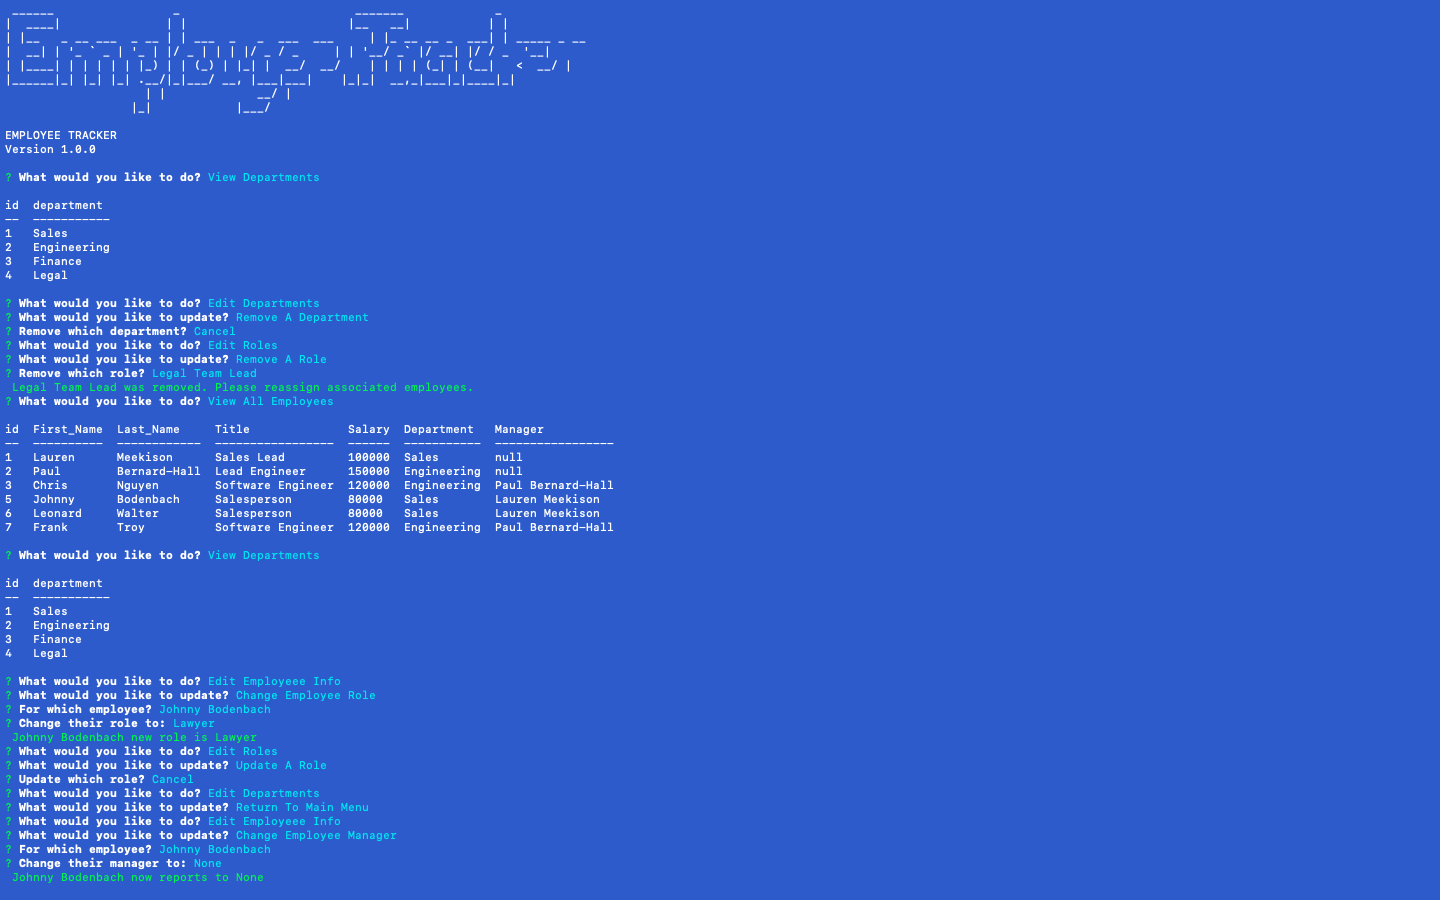 EMPLOYEE TRACKER
Version 1.0.0
? What would you like to do? View Departments
id  department
--  -----------
1   Sales
2   Engineering
3   Finance
4   Legal
? What would you like to do? Edit Departments
? What would you like to update? Remove A Department
? Remove which department? Cancel
? What would you like to do? Edit Roles
? What would you like to update? Remove A Role
? Remove which role? Legal Team Lead
Legal Team Lead was removed. Please reassign associated employees.
? What would you like to do? View All Employees
id  First_Name  Last_Name     Title              Salary  Department   Manager
--  ----------  ------------  -----------------  ------  -----------  -----------------
1   Lauren      Meekison      Sales Lead         100000  Sales        null
2   Paul        Bernard-Hall  Lead Engineer      150000  Engineering  null
3   Chris       Nguyen        Software Engineer  120000  Engineering  Paul Bernard-Hall
5   Johnny      Bodenbach     Salesperson        80000   Sales        Lauren Meekison
6   Leonard     Walter        Salesperson        80000   Sales        Lauren Meekison
7   Frank       Troy          Software Engineer  120000  Engineering  Paul Bernard-Hall
? What would you like to do? View Departments
id  department
--  -----------
1   Sales
2   Engineering
3   Finance
4   Legal
? What would you like to do? Edit Employeee Info
? What would you like to update? Change Employee Role
? For which employee? Johnny Bodenbach
? Change their role to: Lawyer
Johnny Bodenbach new role is Lawyer
? What would you like to do? Edit Roles
? What would you like to update? Update A Role
? Update which role? Cancel
? What would you like to do? Edit Departments
? What would you like to update? Return To Main Menu
? What would you like to do? Edit Employeee Info
? What would you like to update? Change Employee Manager
? For which employee? Johnny Bodenbach
? Change their manager to: None
Johnny Bodenbach now reports to None